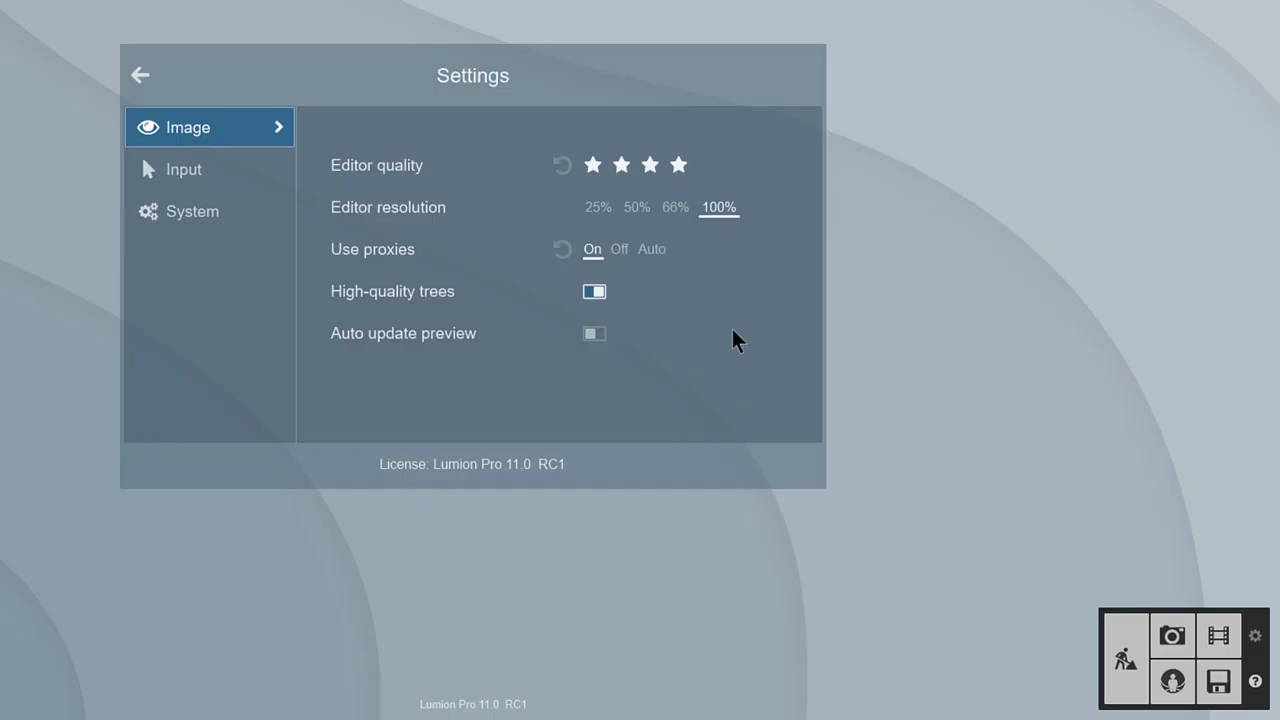 Settings
Image
Input
System
Editor quality
Editor resolution 25% 50% 66% 100%
Use proxies On Off Auto
High-quality trees
Auto update preview
License: Lumion Pro 11.0 RC1
Lumion Pro 11.0 RC1